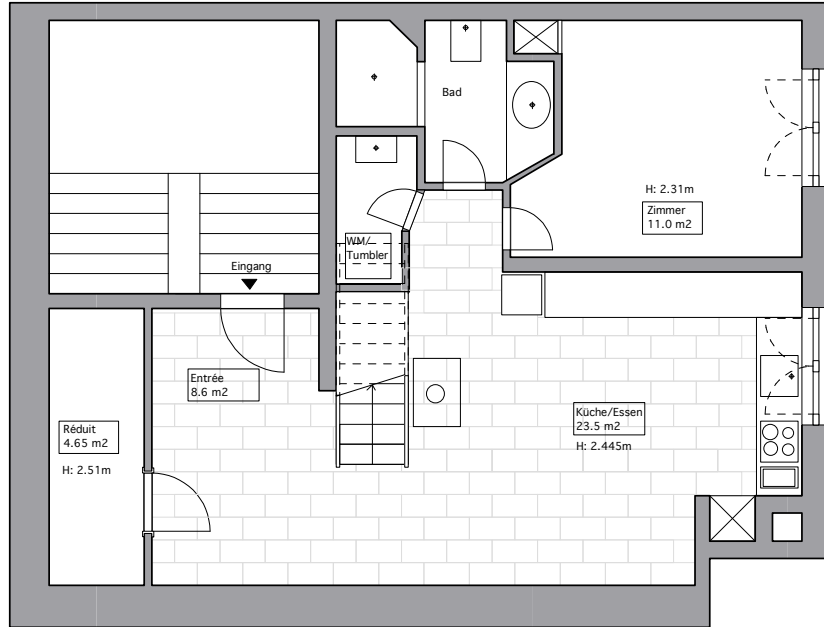 Bad
H: 2.31m
Zimmer
11.0 m2
WM/
Tumbler
Eingang
Entrée
8.6 m2
Réduit
4.65 m2
H: 2.51m
Küche/Essen
23.5 m2
H: 2.445m